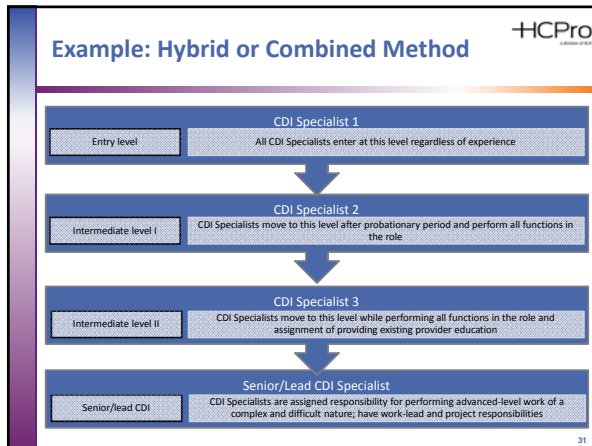 Example: Hybrid or Combined Method
HCPro
CDI Specialist 1
Entry level
All CDI Specialists enter at this level regardless of experience
CDI Specialist 2
Intermediate level I
CDI Specialists move to this level after probationary period and perform all functions in
the role
CDI Specialist 3
Intermediate level II
CDI Specialists move to this level while performing all functions in the role and
assignment of providing existing provider education
Senior/Lead CDI Specialist
Senior/lead CDI
CDI Specialists are assigned responsibility for performing advanced-level work of a
complex and difficult nature; have work-lead and project responsibilities
31